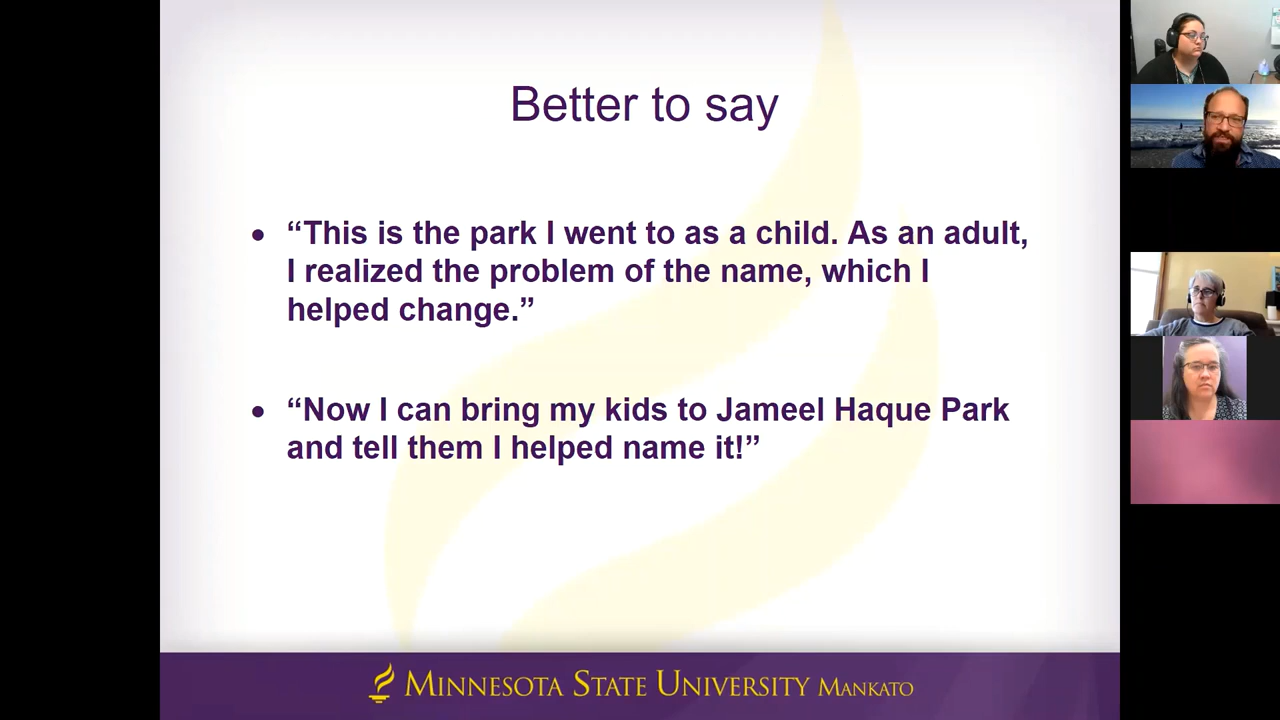 Better to say
• “This is the park I went to as a child. As an adult,
I realized the problem of the name, which I
helped change.”
• “Now I can bring my kids to Jameel Haque Park
and tell them I helped name it!”
MINNESOTA STATE UNIVERSITY MANKATO